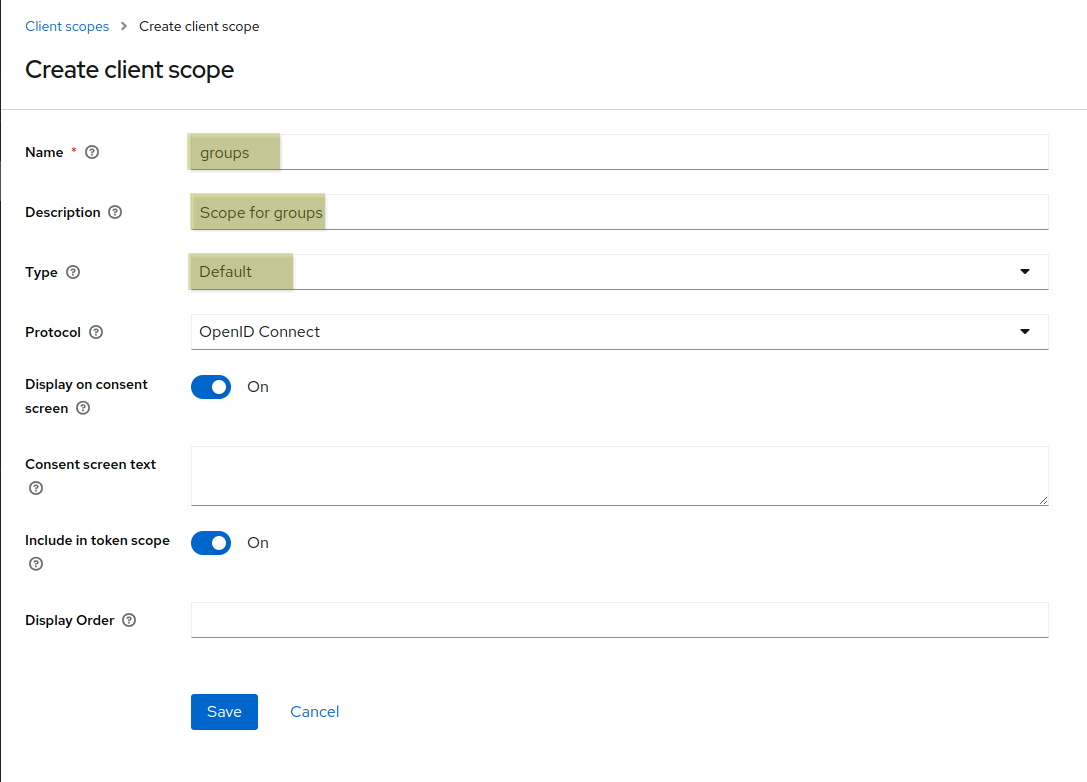 Client scopes > Create client scope
Create client scope
Name * ?
groups
Description ?
Scope for groups
Type ?
Default
Protocol ?
OpenID Connect
Display on consent
screen ?
On
Consent screen text
?
Include in token scope
?
On
Display Order ?
Save Cancel